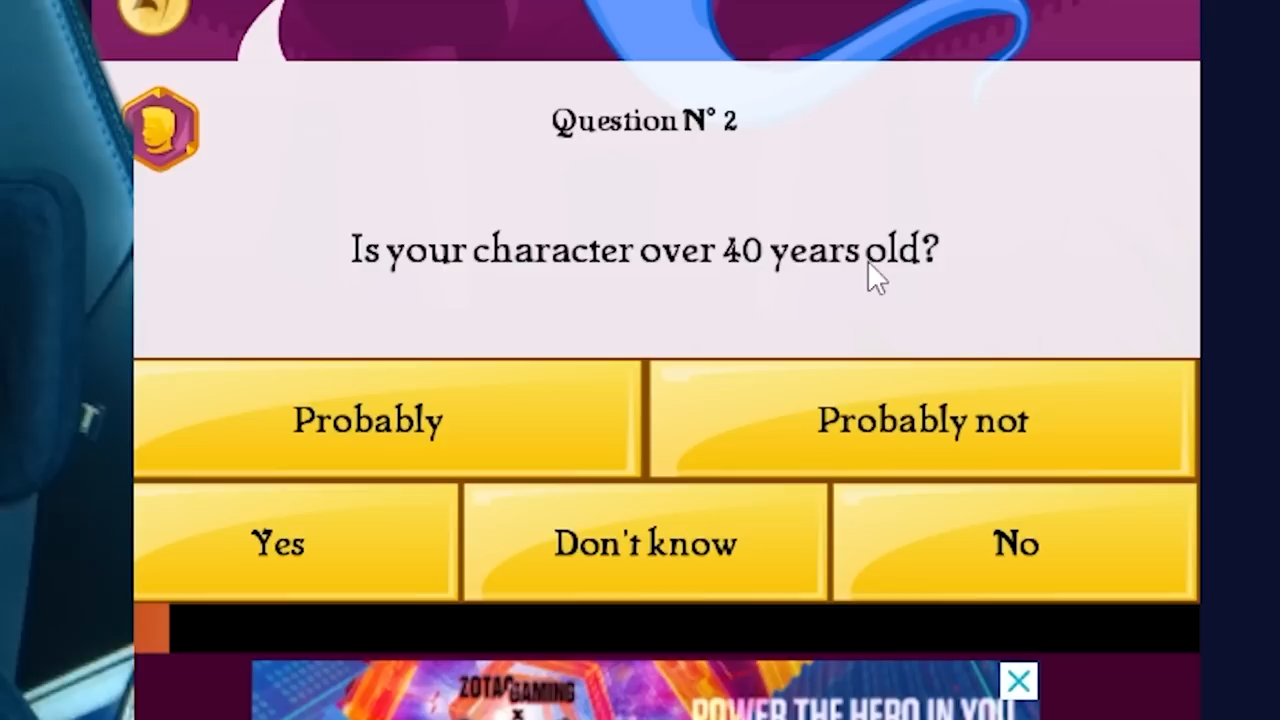 Question N° 2
Is your character over 40 years old?
Probably
Probably not
Yes
Don't know
No
ZOTAC GAMING
x
POWER THE HERO IN YOU